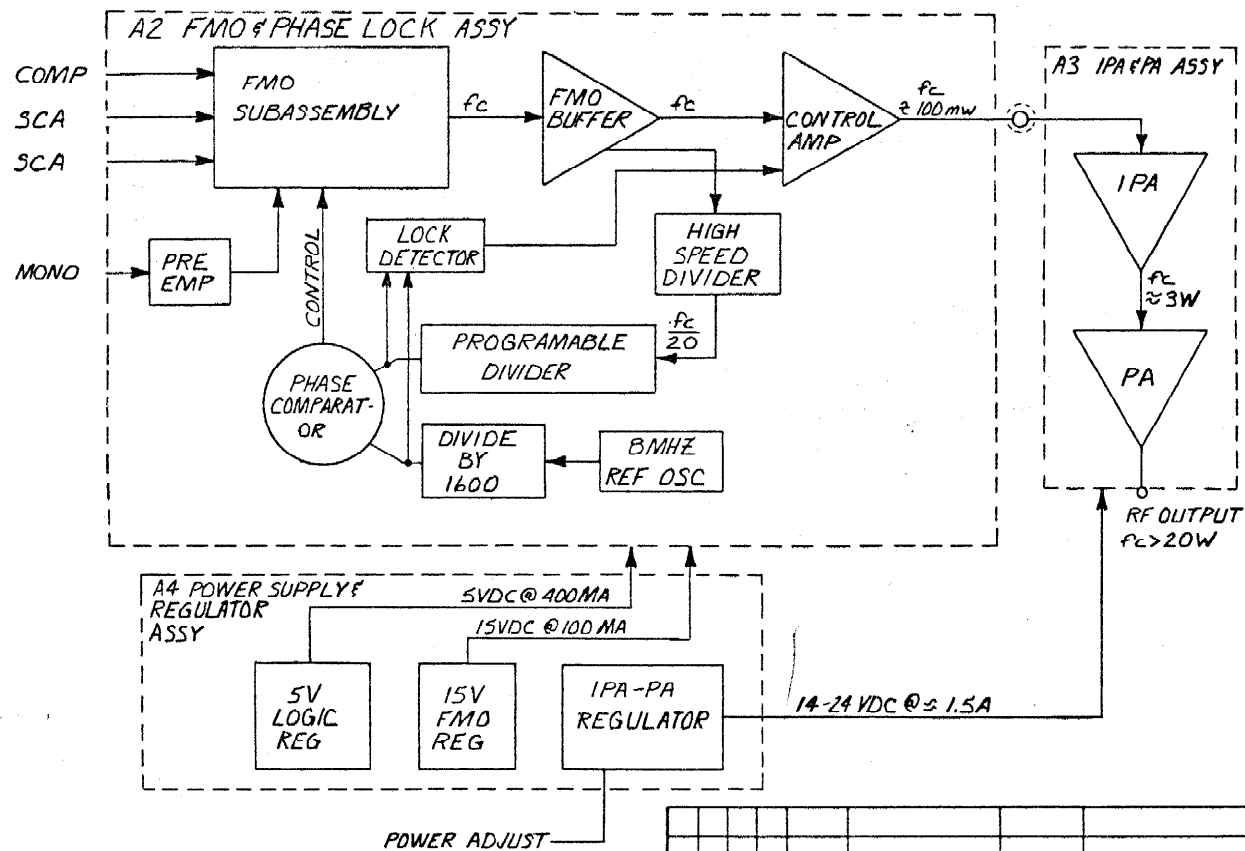 A2 FMO & PHASE LOCK ASSY
COMP
SCA
SCA
MONO
FMO
SUBASSEMBLY
fc
FMO
BUFFER
fc
CONTROL
AMP
fc
≈ 100mw
A3 IPA & PA ASSY
IPA
fc
≈ 3W
PA
RF OUTPUT
fc > 20W
PRE
EMP
CONTROL
LOCK
DETECTOR
HIGH
SPEED
DIVIDER
fc
20
PROGRAMABLE
DIVIDER
PHASE
COMPARAT-
OR
DIVIDE
BY
1600
8MHZ
REF OSC
A4 POWER SUPPLY &
REGULATOR
ASSY
5VDC @ 400MA
15VDC @ 100MA
5V
LOGIC
REG
15V
FMO
REG
IPA-PA
REGULATOR
14-24 VDC @ ≈ 1.5A
POWER ADJUST